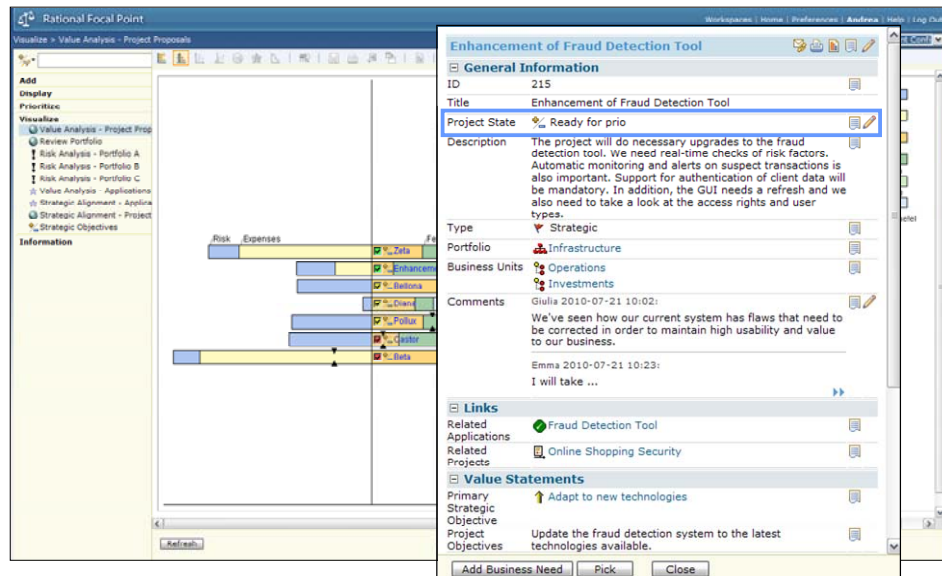 Rational Focal Point
Workspaces | Home | Preferences | Andrea | Help | Log Out
Visualize > Value Analysis - Project Proposals
Add
Display
Prioritize
Visualize
Value Analysis - Project Prop
Review Portfolio
Risk Analysis - Portfolio A
Risk Analysis - Portfolio B
Risk Analysis - Portfolio C
Value Analysis - Applications
Strategic Alignment - Applica
Strategic Alignment - Project
Strategic Objectives
Information
Risk Expenses
Zeta
Enhanceme
Bellona
Diane
Pollux
Castor
Beta
Refresh
Enhancement of Fraud Detection Tool
General Information
ID 215
Title Enhancement of Fraud Detection Tool
Project State Ready for prio
Description The project will do necessary upgrades to the fraud
detection tool. We need real-time checks of risk factors.
Automatic monitoring and alerts on suspect transactions is
also important. Support for authentication of client data will
be mandatory. In addition, the GUI needs a refresh and we
also need to take a look at the access rights and user
types.
Type Strategic
Portfolio Infrastructure
Business Units Operations
Investments
Comments Giulia 2010-07-21 10:02:
We've seen how our current system has flaws that need to
be corrected in order to maintain high usability and value
to our business.
Emma 2010-07-21 10:23:
I will take ...
Links
Related Applications Fraud Detection Tool
Related Projects Online Shopping Security
Value Statements
Primary Strategic Objective Adapt to new technologies
Project Objectives Update the fraud detection system to the latest
technologies available.
Add Business Need Pick Close